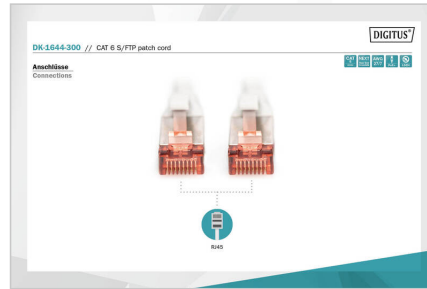 DIGITUS®
DK-1644-300 // CAT 6 S/FTP patch cord
Anschlüsse
Connections
RJ45